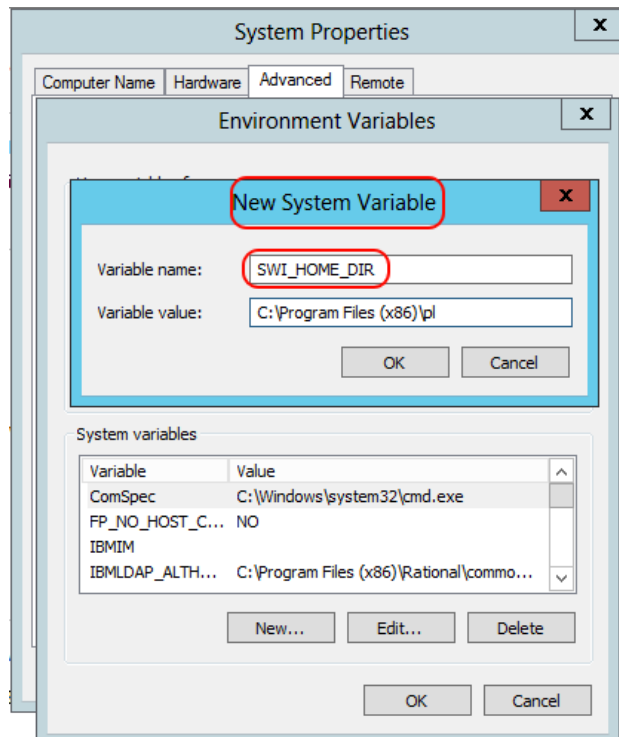 System Properties
x
Computer Name Hardware Advanced Remote
Environment Variables
x
New System Variable
x
Variable name: SWI_HOME_DIR
Variable value: C:\Program Files (x86)\pl
OK Cancel
System variables
Variable Value
ComSpec C:\Windows\system32\cmd.exe
FP_NO_HOST_C... NO
IBMIM
IBMLDAP_ALTH... C:\Program Files (x86)\Rational\commo...
New... Edit... Delete
OK Cancel